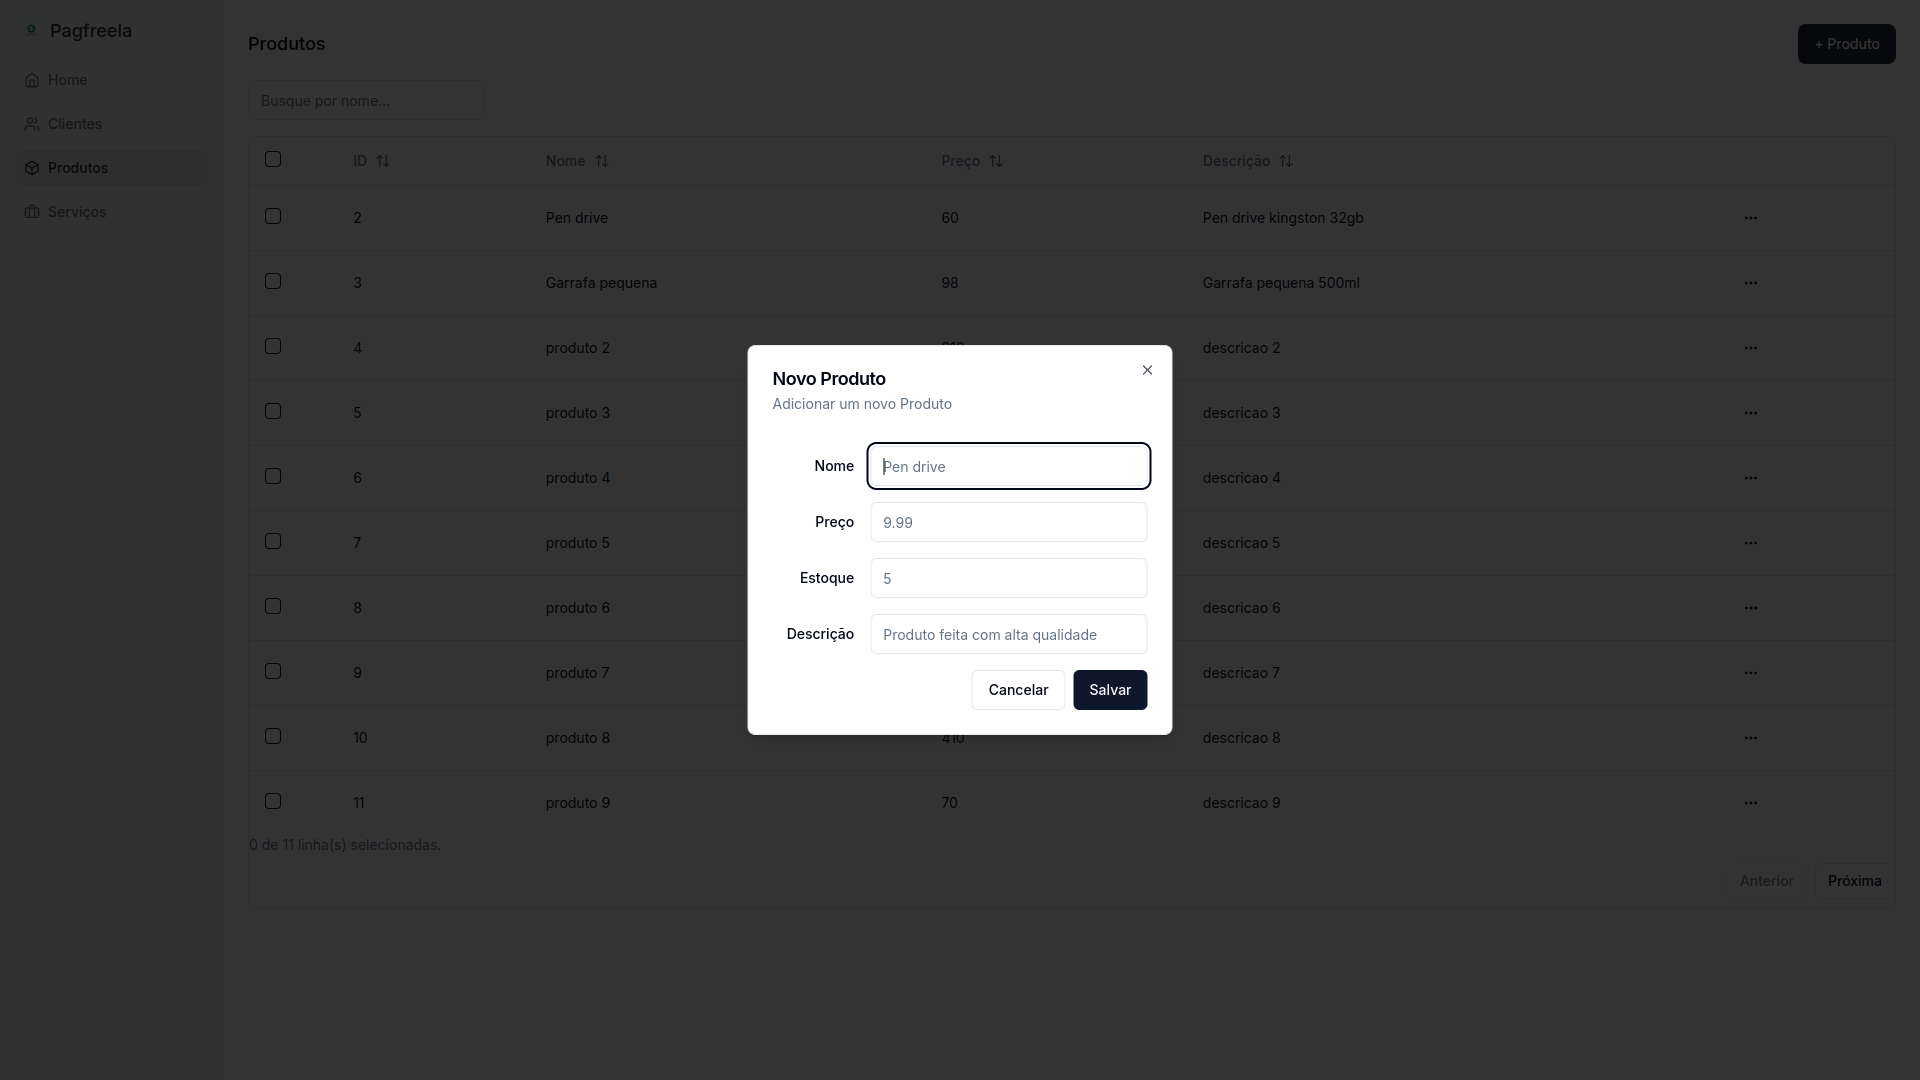 Pagfreela
Home
Clientes
Produtos
Serviços
Produtos
+ Produto
Busque por nome...
ID Nome Preço Descrição
2 Pen drive 60 Pen drive kingston 32gb
3 Garrafa pequena 98 Garrafa pequena 500ml
4 produto 2 descricao 2
5 produto 3 descricao 3
6 produto 4 descricao 4
7 produto 5 descricao 5
8 produto 6 descricao 6
9 produto 7 descricao 7
10 produto 8 410 descricao 8
11 produto 9 70 descricao 9
0 de 11 linha(s) selecionadas.
Anterior Próxima
Novo Produto
Adicionar um novo Produto
Nome Pen drive
Preço 9.99
Estoque 5
Descrição Produto feita com alta qualidade
Cancelar Salvar